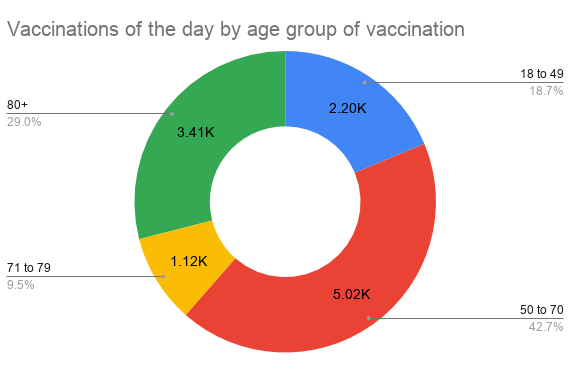 Vaccinations of the day by age group of vaccination
18 to 49
18.7%
2.20K
80+
29.0%
3.41K
71 to 79
9.5%
1.12K
5.02K
50 to 70
42.7%